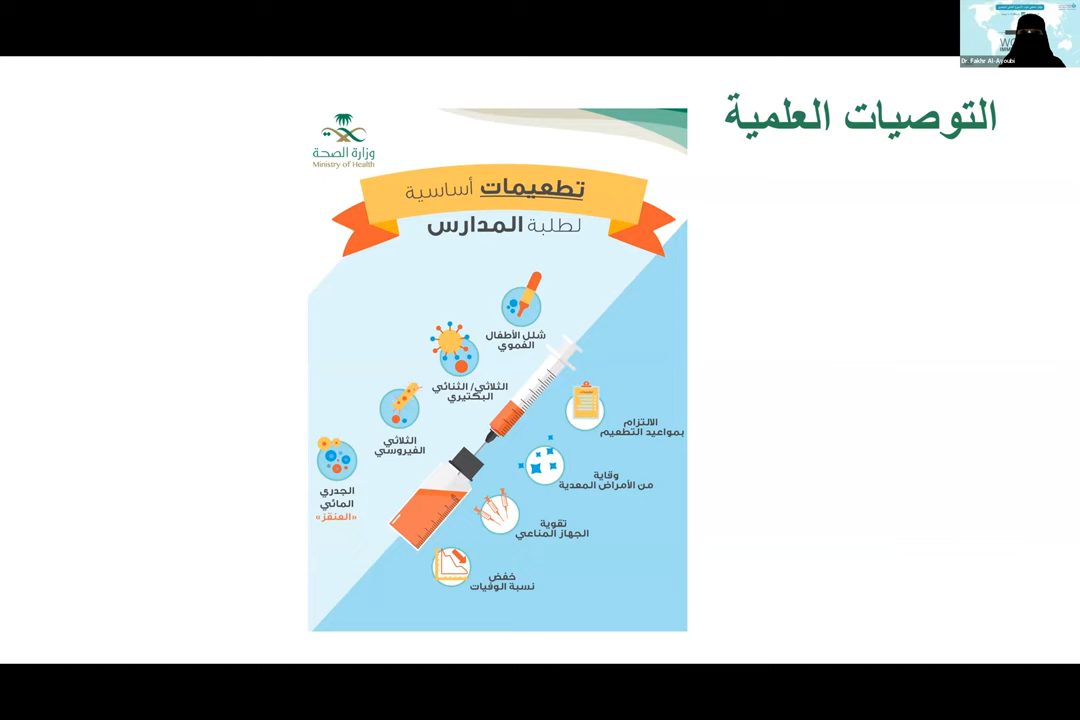 التوصيات العلمية
وزارة الصحة
Ministry of Health
تطعيمات أساسية
لطلبة المدارس
شلل الأطفال
الفموي
الثلاثي/ الثنائي
البكتيري
الثلاثي
الفيروسي
الجدري
المائي
«العنقز»
الالتزام
بمواعيد التطعيم
وقاية
من الأمراض المعدية
تقوية
الجهاز المناعي
خفض
نسبة الوفيات
Dr. Fakhr Al-Ayoubi